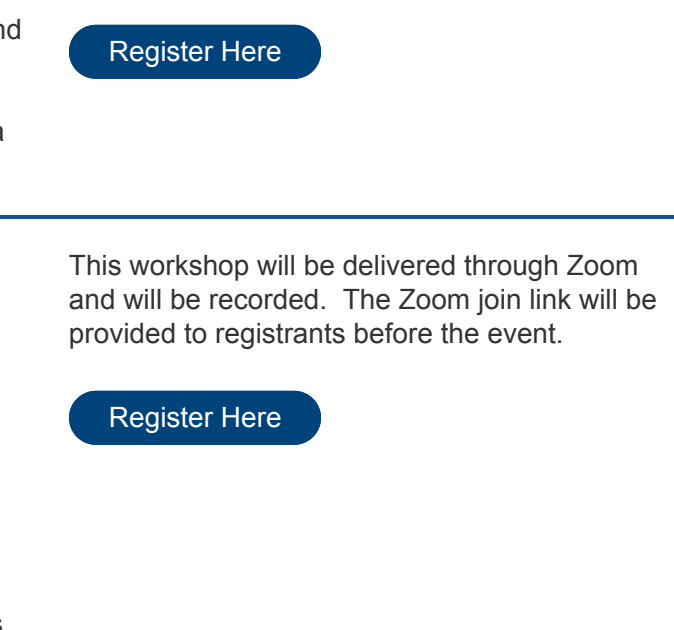 nd
Register Here
a
This workshop will be delivered through Zoom
and will be recorded.  The Zoom join link will be
provided to registrants before the event.
Register Here
s